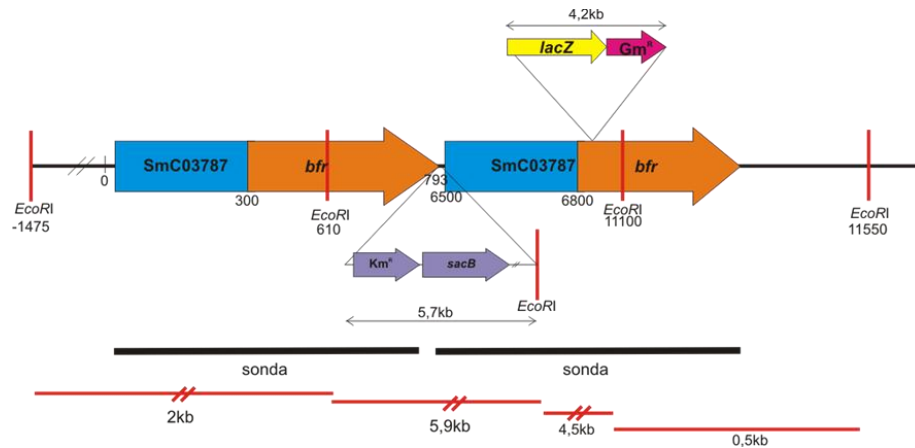 4,2kb
lacZ
Gmᴿ
SmC03787
bfr
SmC03787
bfr
0
300
EcoRI
610
793
6500
6800
EcoRI
11100
EcoRI
-1475
EcoRI
11550
Kmᴿ
sacB
EcoRI
5,7kb
sonda
sonda
2kb
5,9kb
4,5kb
0,5kb